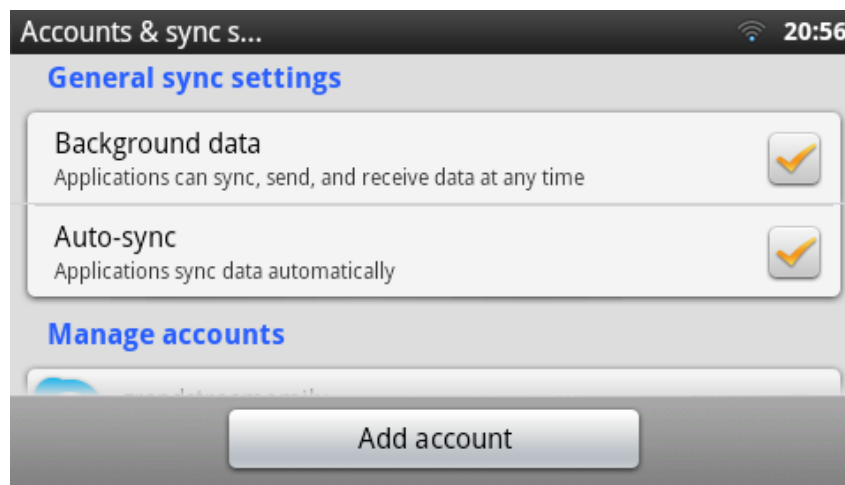 Accounts & sync s...
20:56
General sync settings
Background data
Applications can sync, send, and receive data at any time
Auto-sync
Applications sync data automatically
Manage accounts
Add account